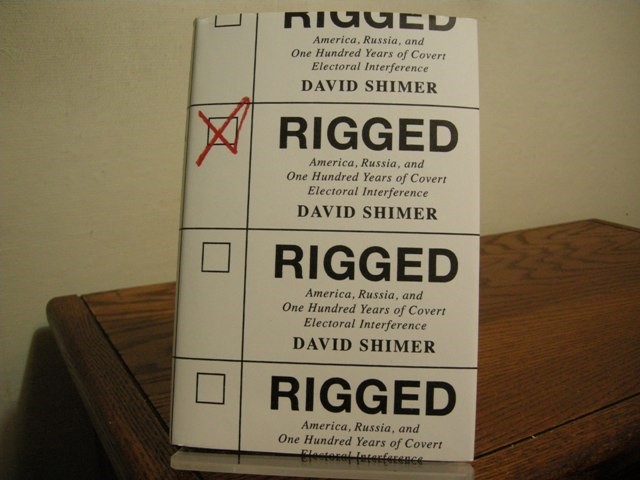 RIGGED
America, Russia, and
One Hundred Years of Covert
Electoral Interference
DAVID SHIMER
RIGGED
America, Russia, and
One Hundred Years of Covert
Electoral Interference
DAVID SHIMER
RIGGED
America, Russia, and
One Hundred Years of Covert
Electoral Interference
DAVID SHIMER
RIGGED
America, Russia, and
One Hundred Years of Covert
Electoral Interference